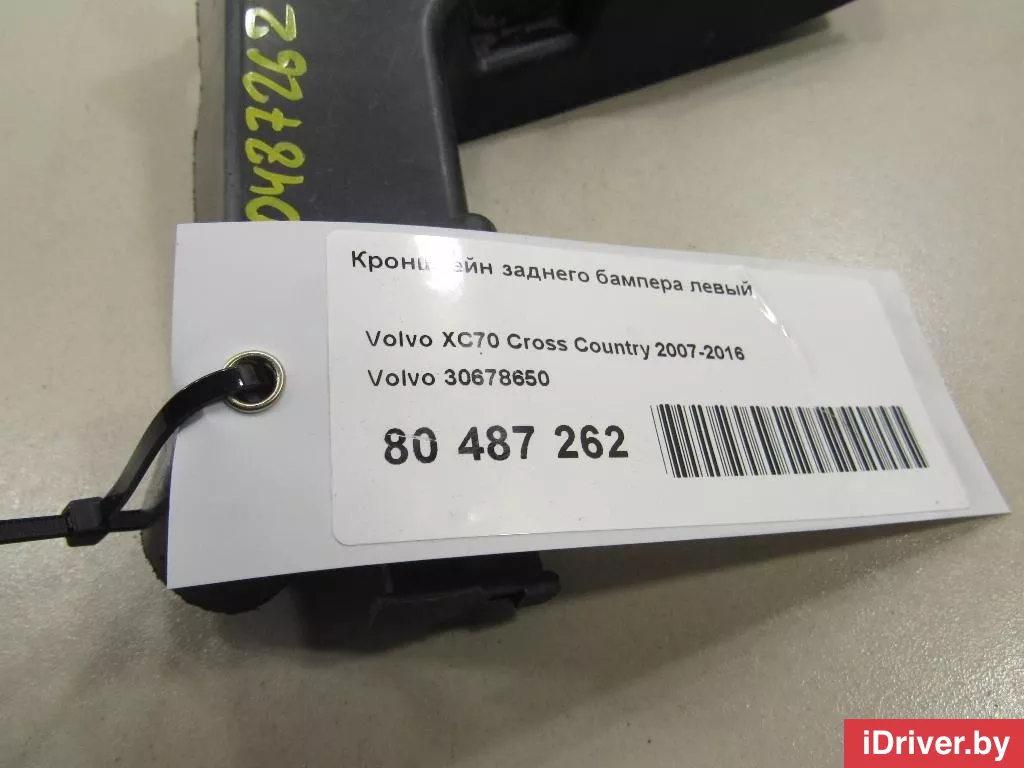 0487262
Кронштейн заднего бампера левый
Volvo XC70 Cross Country 2007-2016
Volvo 30678650
80 487 262
iDriver.by